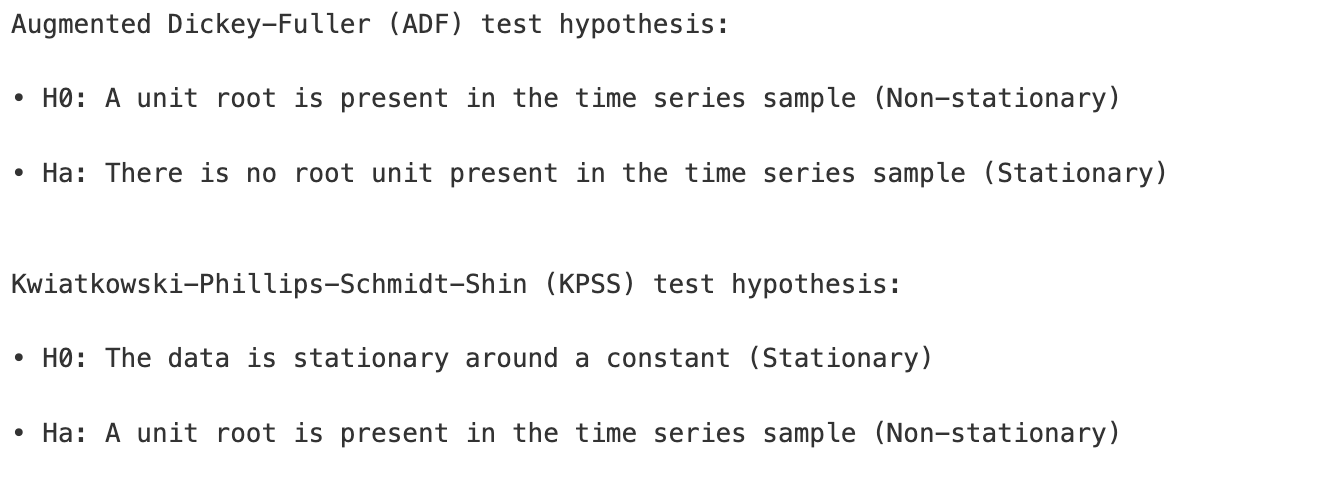 Augmented Dickey–Fuller (ADF) test hypothesis:
• H0: A unit root is present in the time series sample (Non–stationary)
• Ha: There is no root unit present in the time series sample (Stationary)
Kwiatkowski–Phillips–Schmidt–Shin (KPSS) test hypothesis:
• H0: The data is stationary around a constant (Stationary)
• Ha: A unit root is present in the time series sample (Non–stationary)